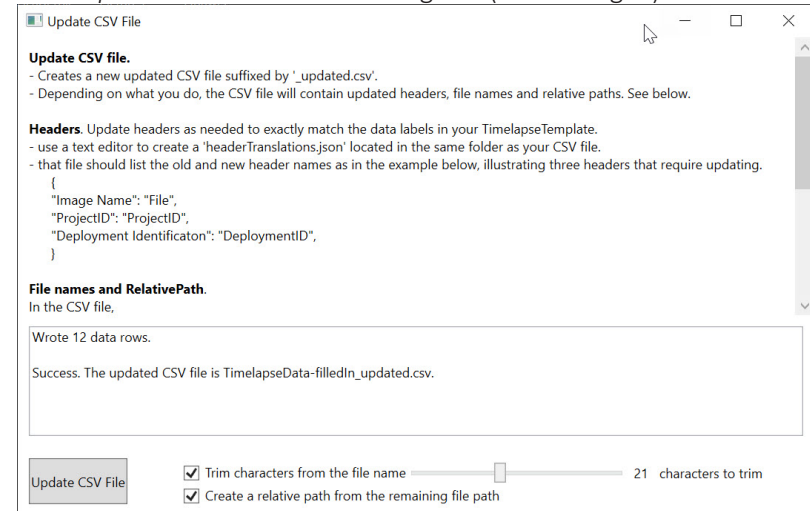 Update CSV File
Update CSV file.
- Creates a new updated CSV file suffixed by '_updated.csv'.
- Depending on what you do, the CSV file will contain updated headers, file names and relative paths. See below.
Headers. Update headers as needed to exactly match the data labels in your TimelapseTemplate.
- use a text editor to create a 'headerTranslations.json' located in the same folder as your CSV file.
- that file should list the old and new header names as in the example below, illustrating three headers that require updating.
{
"Image Name": "File",
"ProjectID": "ProjectID",
"Deployment Identificaton": "DeploymentID",
}
File names and RelativePath.
In the CSV file,
Wrote 12 data rows.
Success. The updated CSV file is TimelapseData-filledIn_updated.csv.
Update CSV File
Trim characters from the file name 21 characters to trim
Create a relative path from the remaining file path